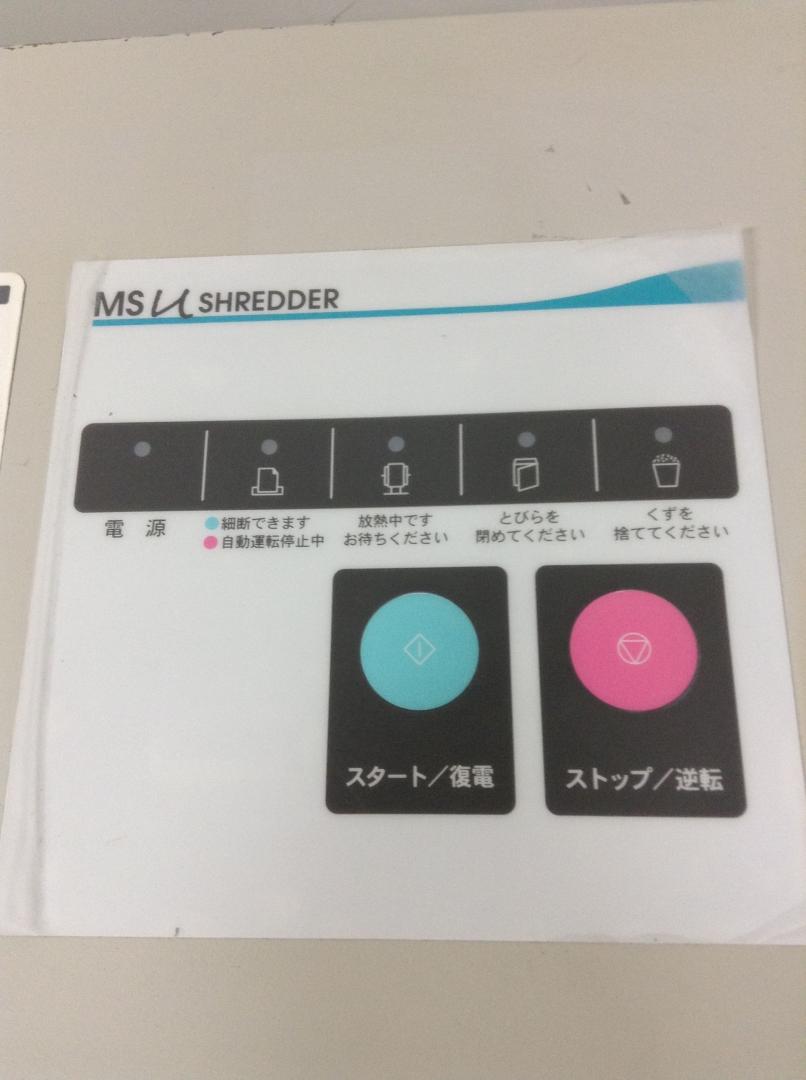 MS U SHREDDER
電 源
細断できます
自動運転停止中
放熱中です
お待ちください
とびらを
閉めてください
くずを
捨ててください
スタート／復電
ストップ／逆転